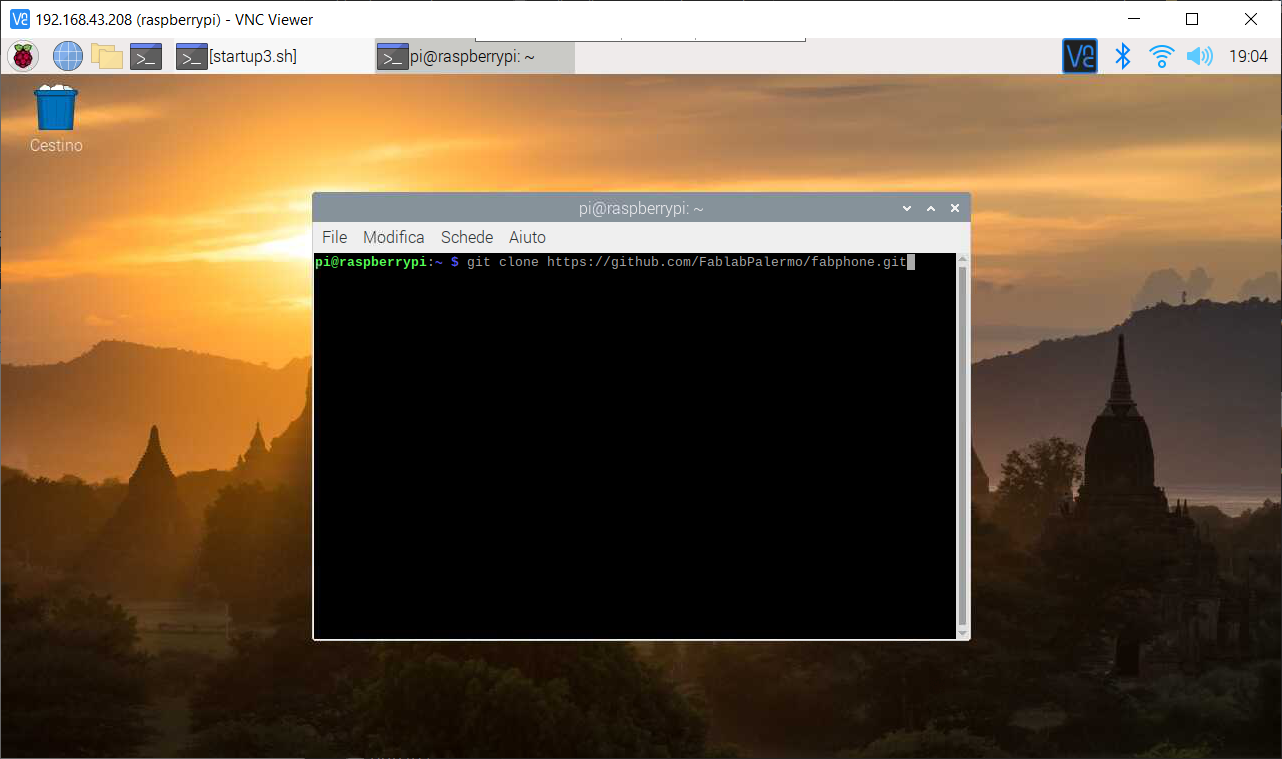 192.168.43.208 (raspberrypi) - VNC Viewer
[startup3.sh]
pi@raspberrypi: ~
19:04
Cestino
pi@raspberrypi: ~
File Modifica Schede Aiuto
pi@raspberrypi:~ $ git clone https://github.com/FablabPalermo/fabphone.git